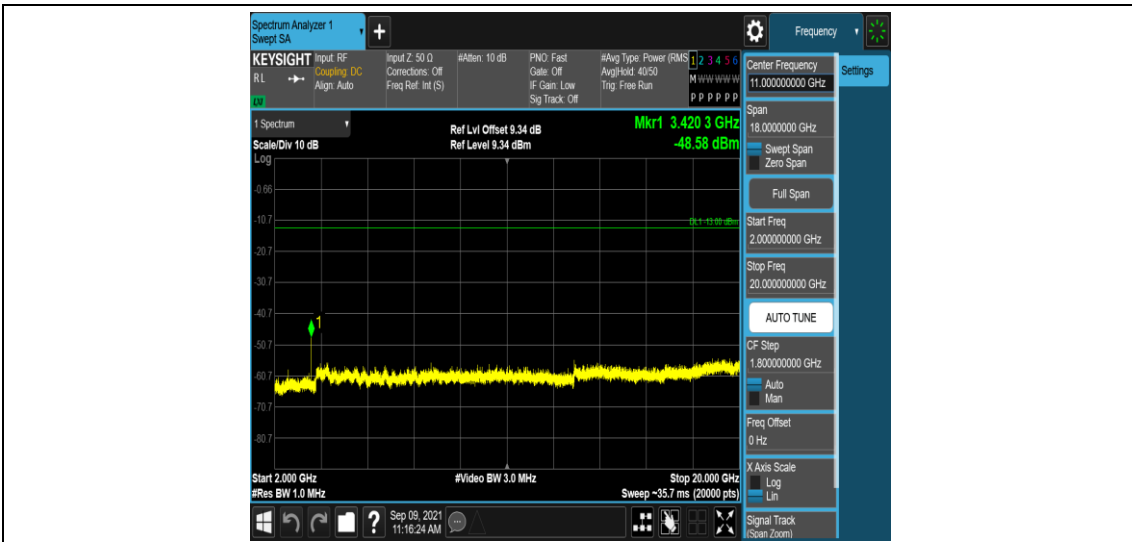 Spectrum Analyzer 1
Swept SA
+
Frequency
KEYSIGHT
R L
Input: RF
Coupling: DC
Align: Auto
Input Z: 50 Ω
Corrections: Off
Freq Ref: Int (S)
#Atten: 10 dB
PNO: Fast
Gate: Off
IF Gain: Low
Sig Track: Off
#Avg Type: Power (RMS
Avg|Hold: 40/50
Trig: Free Run
1 2 3 4 5 6
M W W W W W
P P P P P P
1 Spectrum
Scale/Div 10 dB
Ref Lvl Offset 9.34 dB
Ref Level 9.34 dBm
Mkr1 3.420 3 GHz
-48.58 dBm
Log
-0.66
-10.7
DL1 -13.00 dBm
-20.7
-30.7
-40.7
1
-50.7
-60.7
-70.7
-80.7
Start 2.000 GHz
#Video BW 3.0 MHz
Stop 20.000 GHz
#Res BW 1.0 MHz
Sweep ~35.7 ms (20000 pts)
?
Sep 09, 2021
11:16:24 AM
Center Frequency
11.000000000 GHz
Settings
Span
18.0000000 GHz
Swept Span
Zero Span
Full Span
Start Freq
2.000000000 GHz
Stop Freq
20.000000000 GHz
AUTO TUNE
CF Step
1.800000000 GHz
Auto
Man
Freq Offset
0 Hz
X Axis Scale
Log
Lin
Signal Track
(Span Zoom)